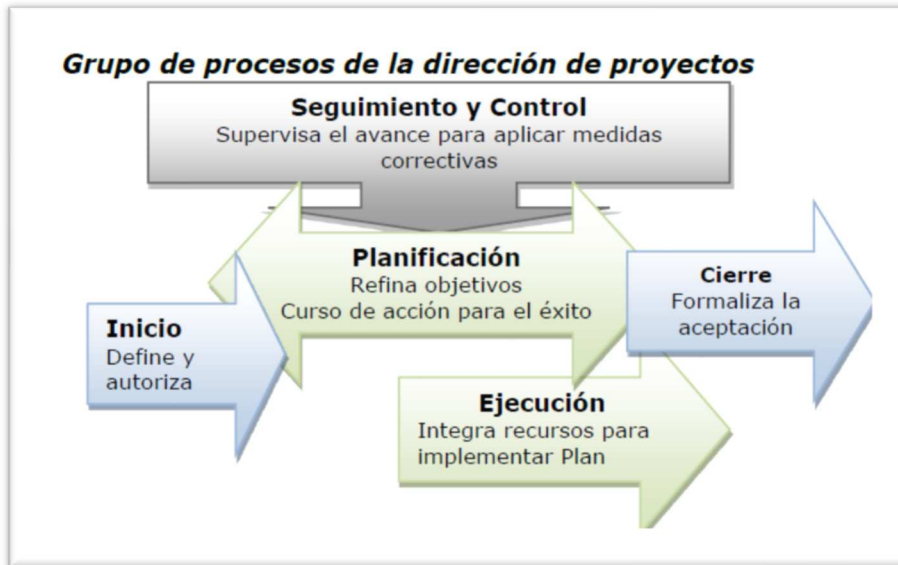 Grupo de procesos de la dirección de proyectos
Seguimiento y Control
Supervisa el avance para aplicar medidas
correctivas
Planificación
Refina objetivos
Curso de acción para el éxito
Inicio
Define y
autoriza
Cierre
Formaliza la
aceptación
Ejecución
Integra recursos para
implementar Plan